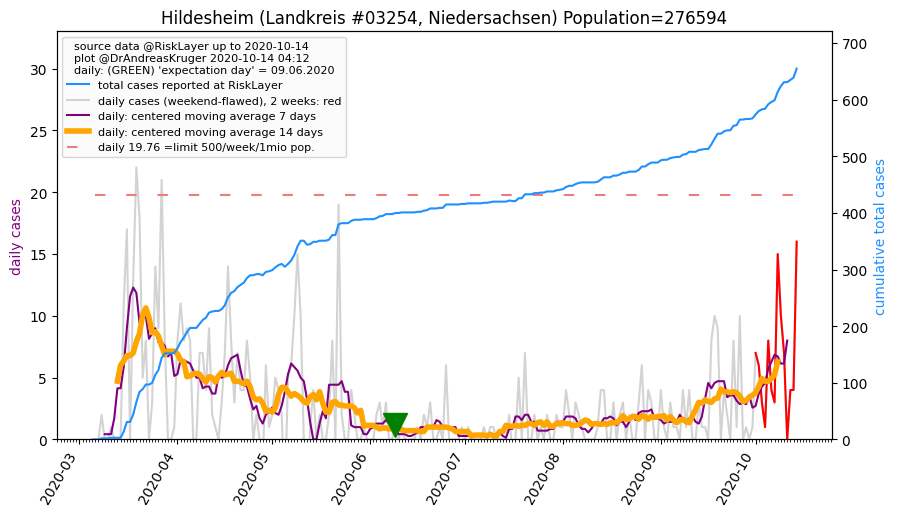 Hildesheim (Landkreis #03254, Niedersachsen) Population=276594
source data @RiskLayer up to 2020-10-14
plot @DrAndreasKruger 2020-10-14 04:12
daily: (GREEN) 'expectation day' = 09.06.2020
total cases reported at RiskLayer
daily cases (weekend-flawed), 2 weeks: red
daily: centered moving average 7 days
daily: centered moving average 14 days
daily 19.76 =limit 500/week/1mio pop.
daily cases
30
25
20
15
10
5
0
700
600
500
400
300
200
100
0
cumulative total cases
2020-03
2020-04
2020-05
2020-06
2020-07
2020-08
2020-09
2020-10